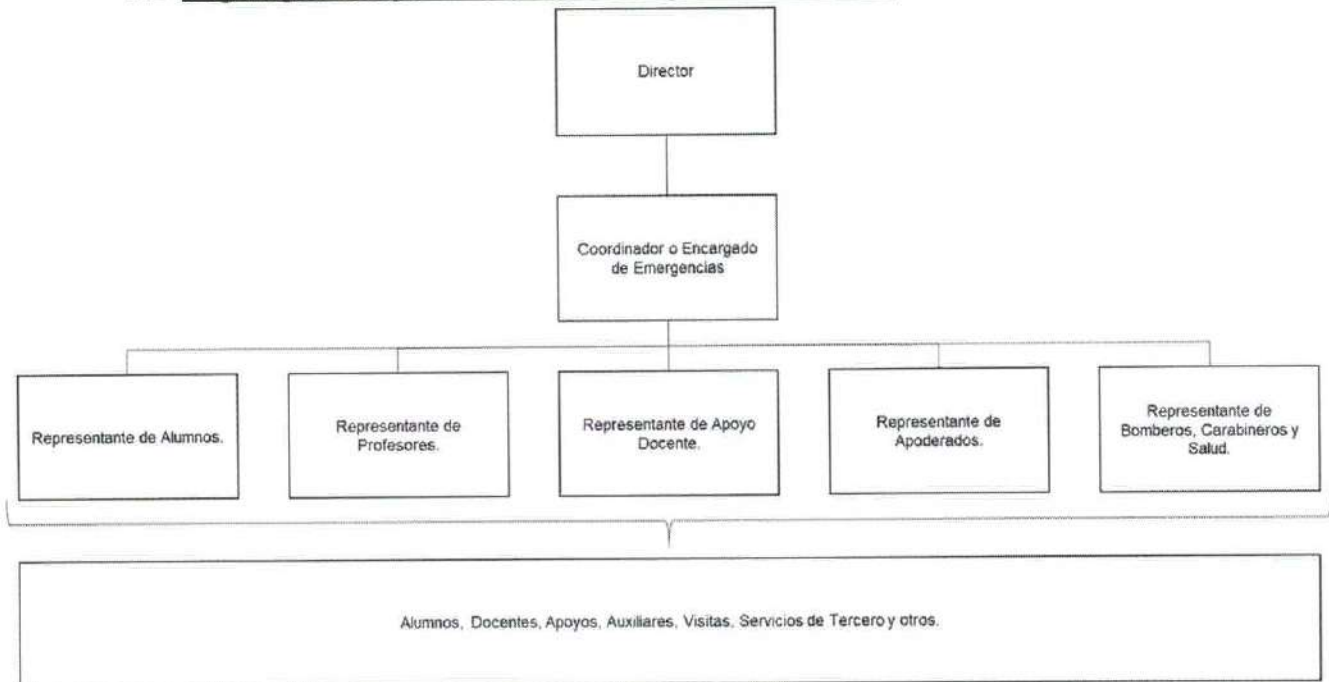 Director
Coordinador o Encargado
de Emergencias
Representante de Alumnos.
Representante de
Profesores.
Representante de Apoyo
Docente.
Representante de
Apoderados.
Representante de
Bomberos, Carabineros y
Salud.
Alumnos, Docentes, Apoyos, Auxiliares, Visitas, Servicios de Tercero y otros.